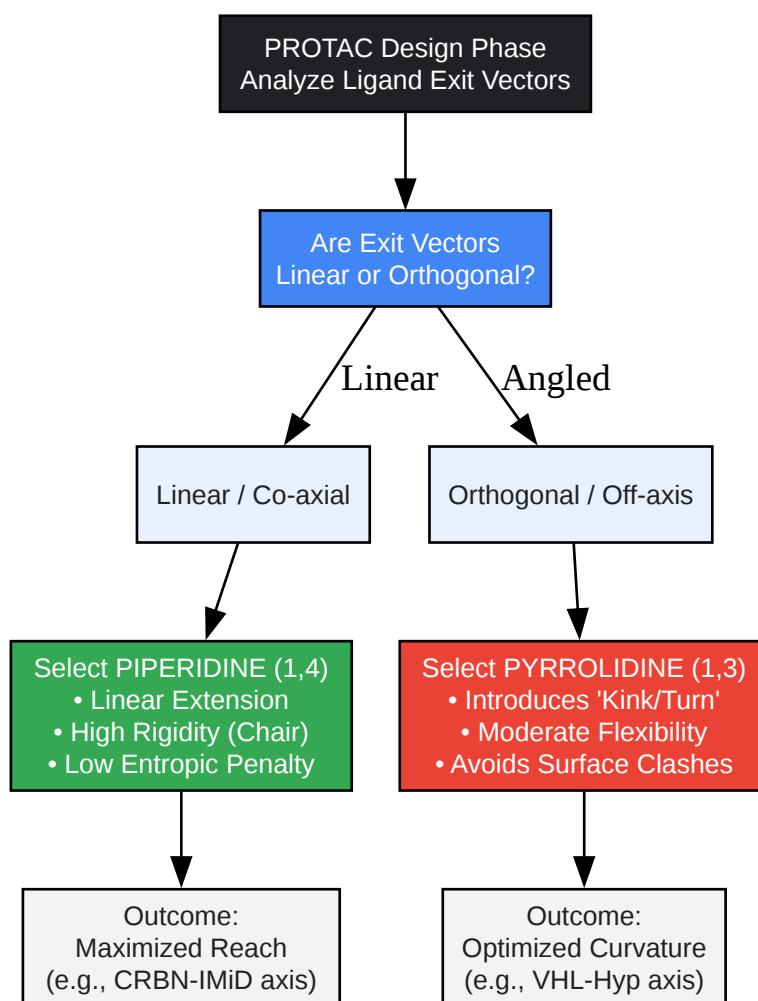 PROTAC Design Phase
Analyze Ligand Exit Vectors
Are Exit Vectors
Linear or Orthogonal?
Linear
Angled
Linear / Co-axial
Orthogonal / Off-axis
Select PIPERIDINE (1,4)
• Linear Extension
• High Rigidity (Chair)
• Low Entropic Penalty
Select PYRROLIDINE (1,3)
• Introduces 'Kink/Turn'
• Moderate Flexibility
• Avoids Surface Clashes
Outcome:
Maximized Reach
(e.g., CRBN-IMiD axis)
Outcome:
Optimized Curvature
(e.g., VHL-Hyp axis)